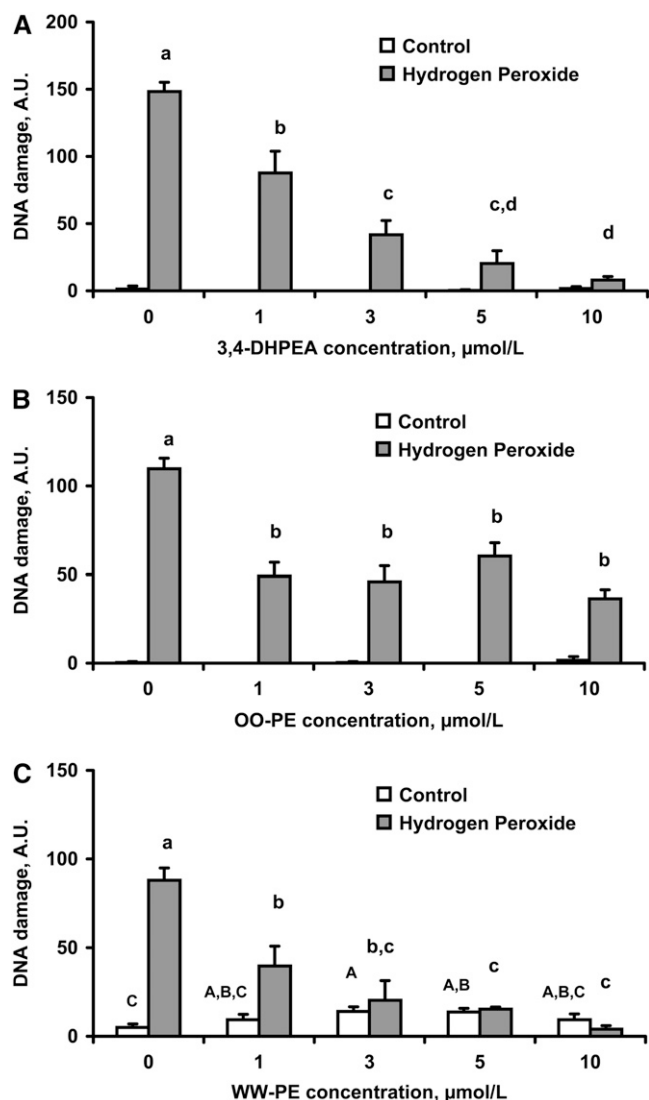 A
200
150
100
50
0
DNA damage, A.U.
Control
Hydrogen Peroxide
a
b
c
c,d
d
0 1 3 5 10
3,4-DHPEA concentration, µmol/L
B
150
100
50
0
DNA damage, A.U.
Control
Hydrogen Peroxide
a
b
b
b
b
0 1 3 5 10
OO-PE concentration, µmol/L
C
150
100
50
0
DNA damage, A.U.
Control
Hydrogen Peroxide
C
a
A,B,C
b
A
b,c
A,B
c
A,B,C
c
0 1 3 5 10
WW-PE concentration, µmol/L